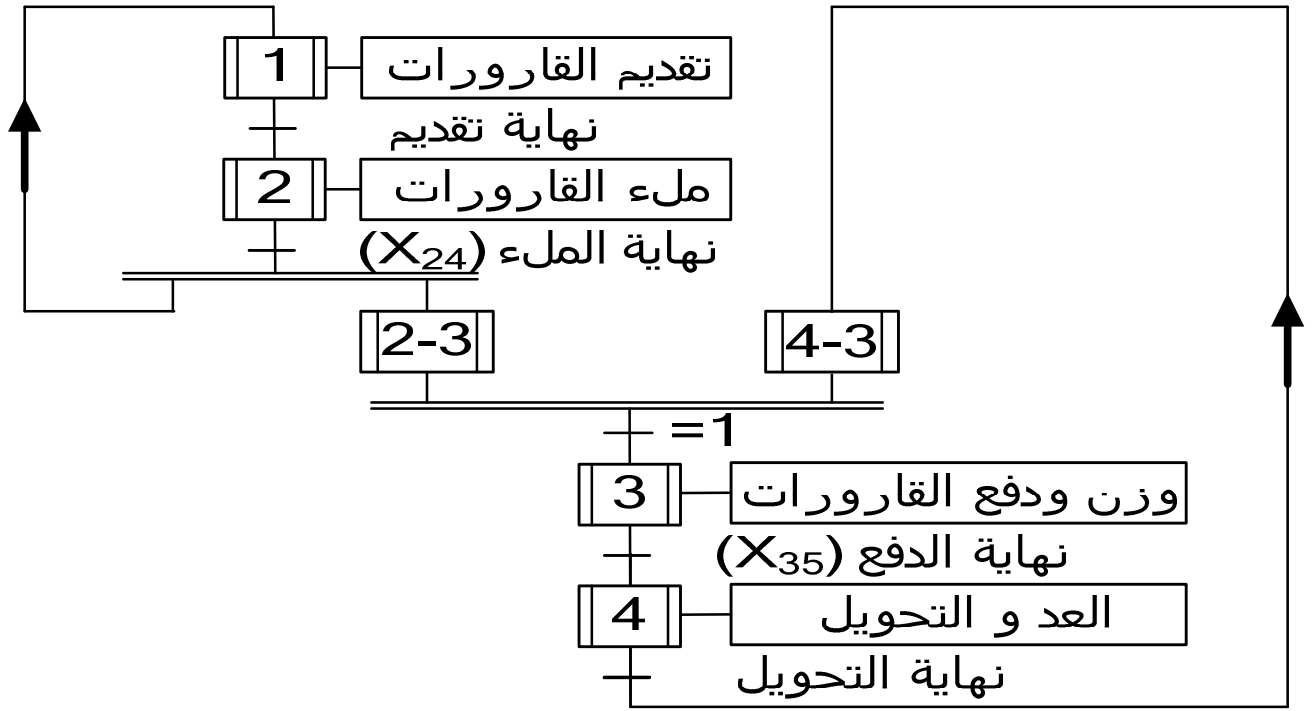 1 تقديم القارورات
نهاية تقديم
2 ملء القارورات
نهاية الملء (X24)
2-3 4-3
=1
3 وزن ودفع القارورات
نهاية الدفع (X35)
4 العد و التحويل
نهاية التحويل